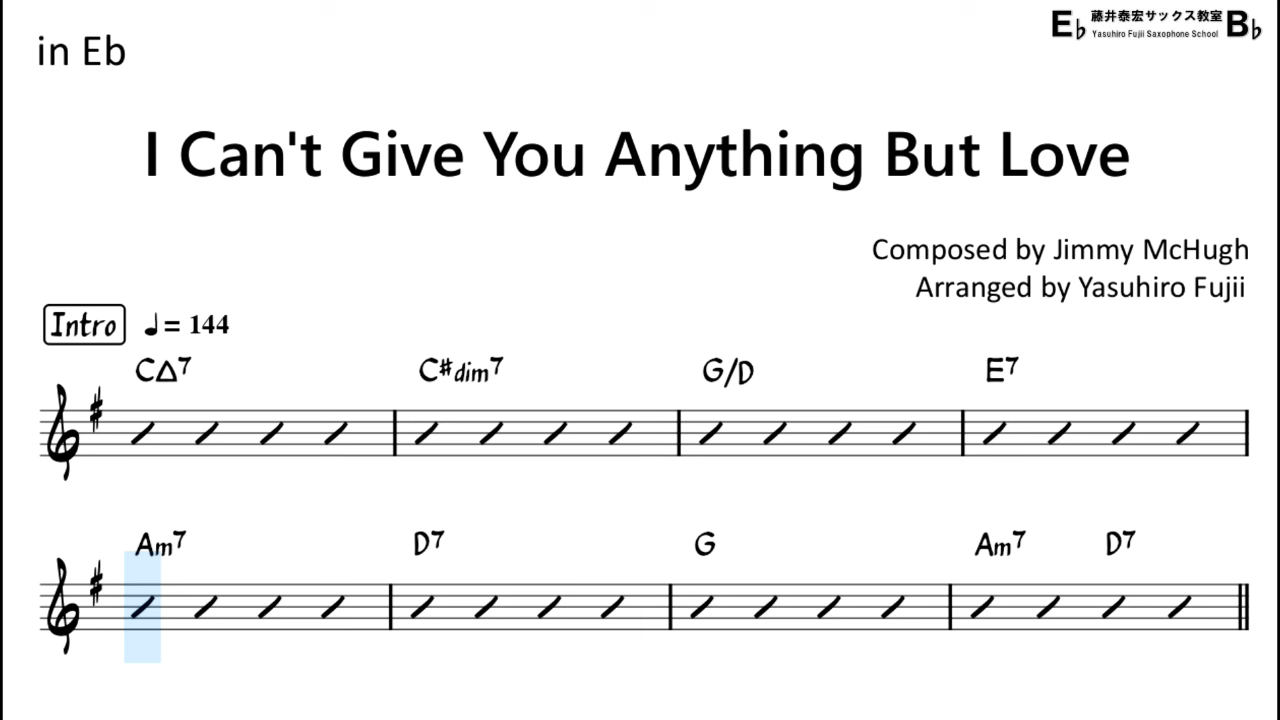 E♭ 藤井泰宏サックス教室 B♭
Yasuhiro Fujii Saxophone School
in Eb
I Can't Give You Anything But Love
Composed by Jimmy McHugh
Arranged by Yasuhiro Fujii
Intro ♩= 144
C△7 C#dim7 G/D E7
Am7 D7 G Am7 D7